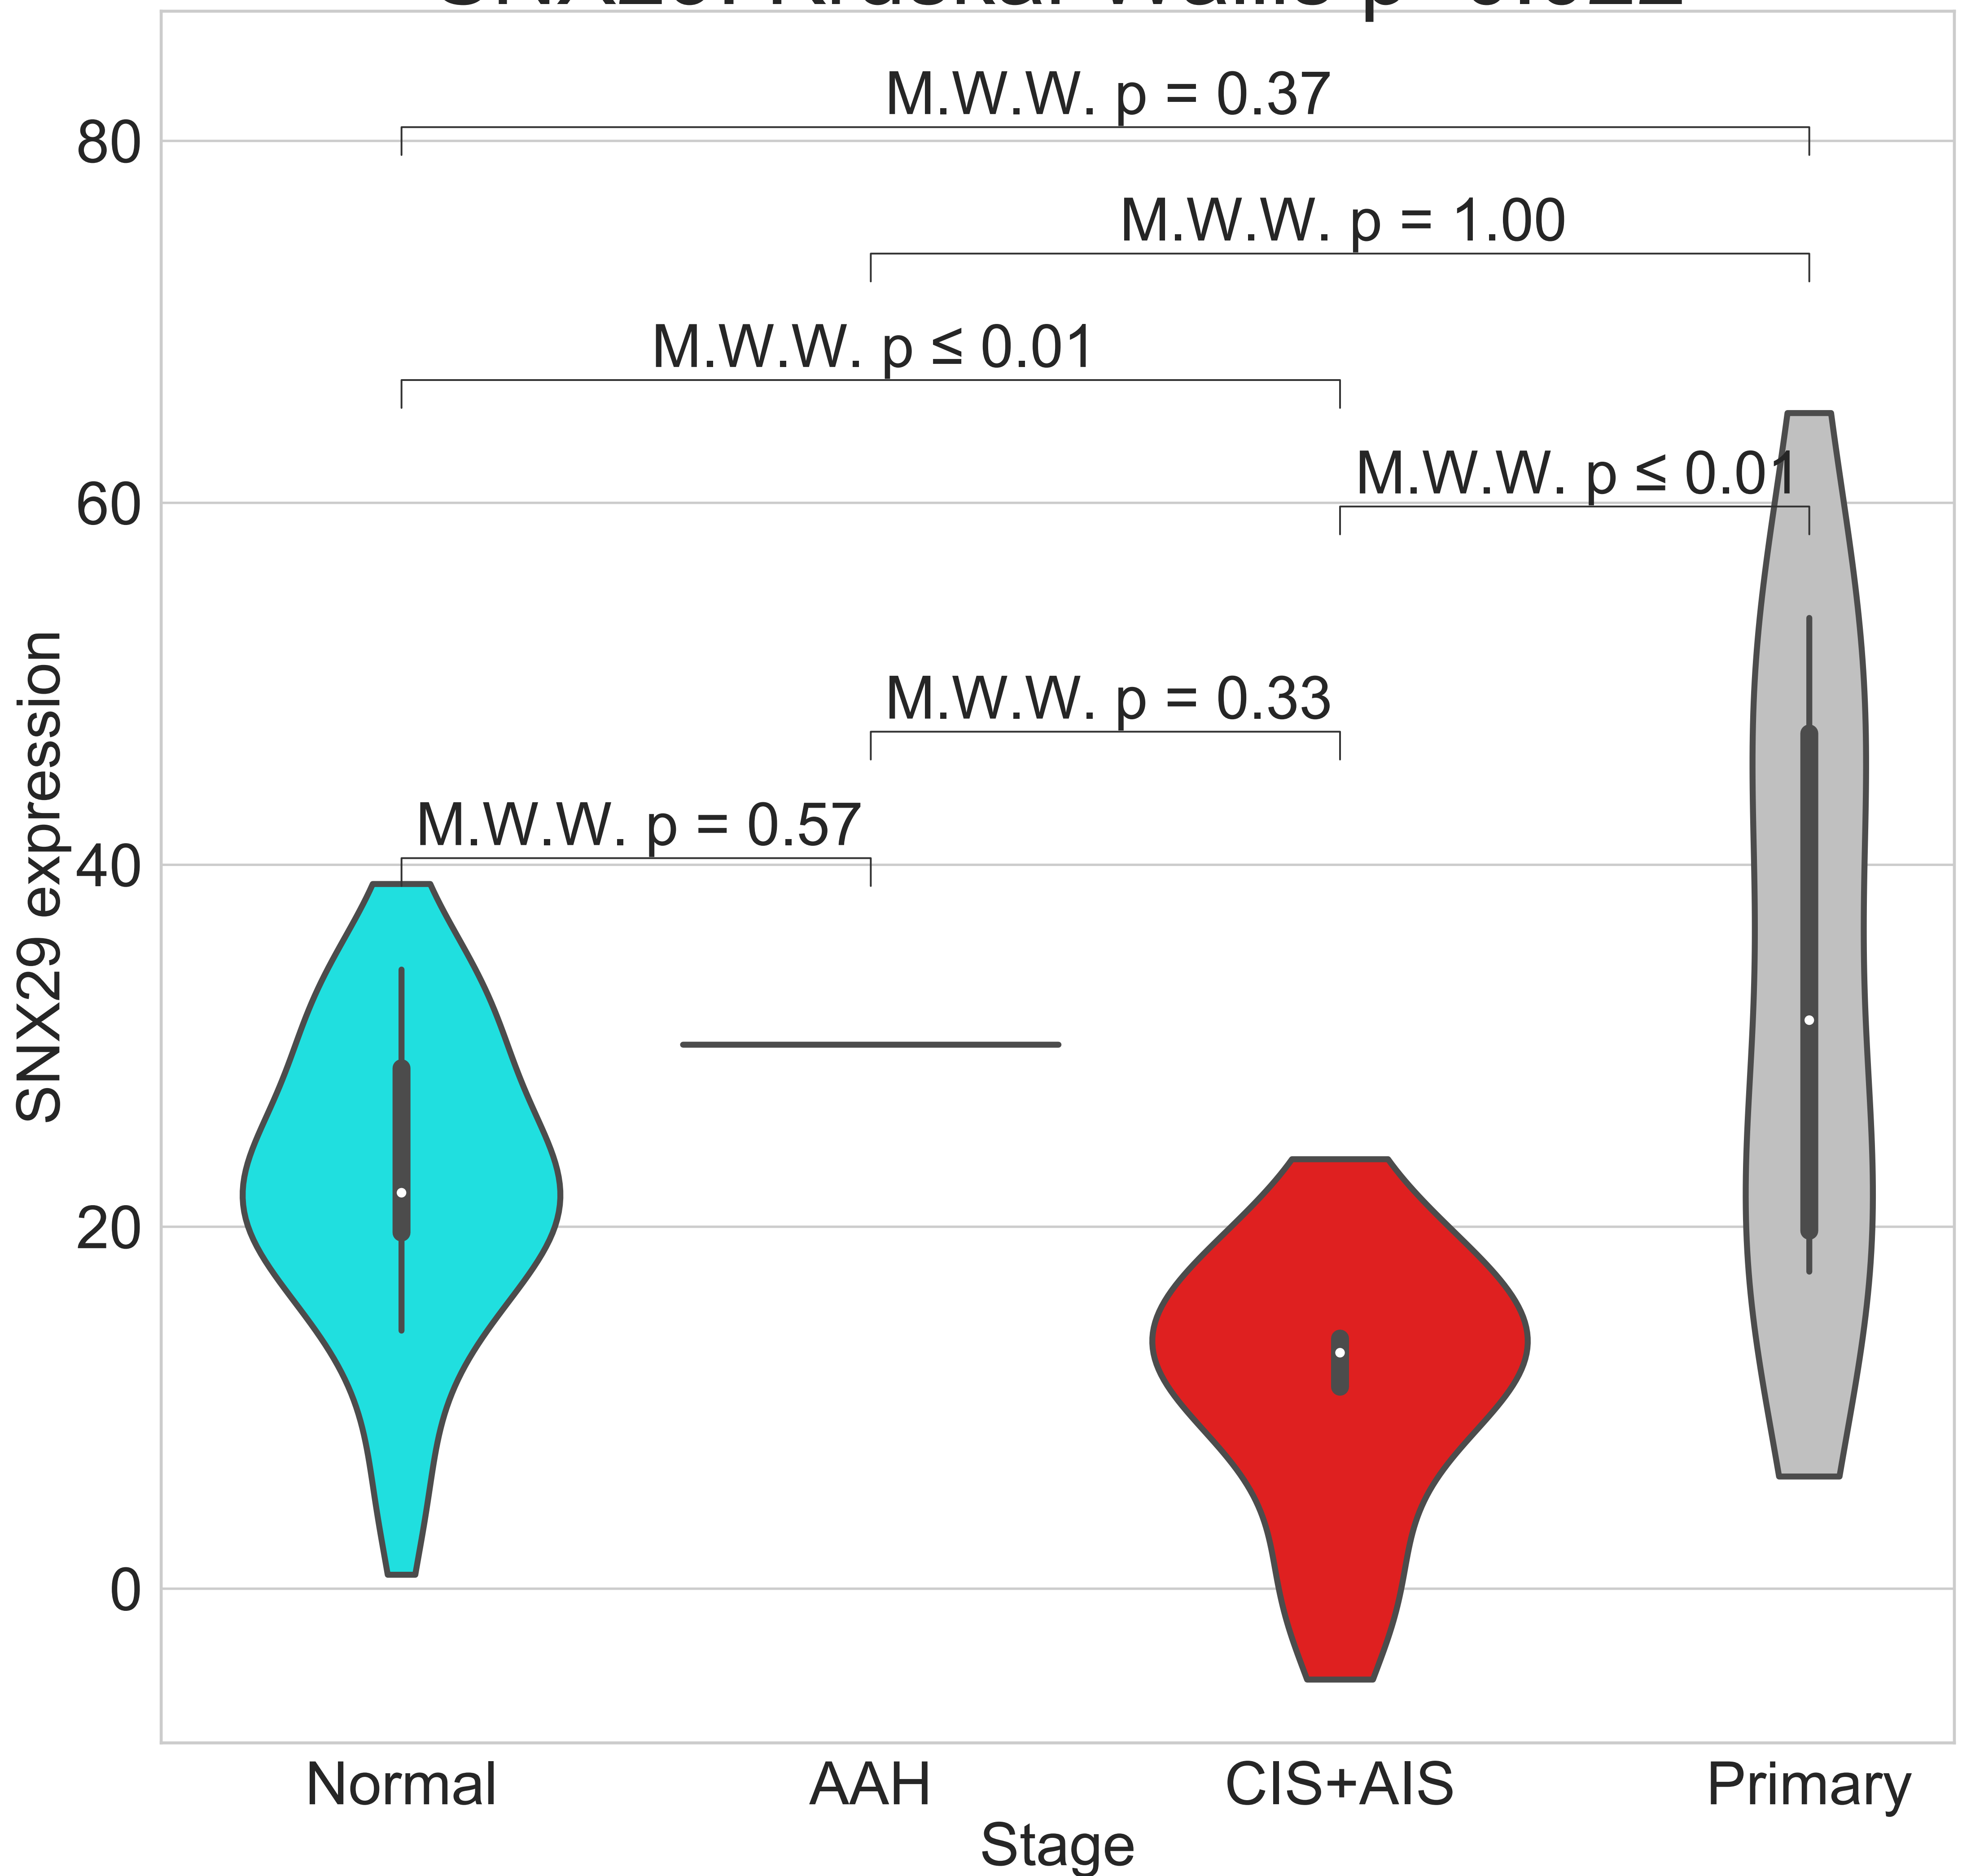 M.W.W. p = 0.37
80
M.W.W. p = 1.00
M.W.W. p ≤ 0.01
M.W.W. p ≤ 0.01
60
M.W.W. p = 0.33
M.W.W. p = 0.57
40
SNX29 expression
20
0
Normal AAH CIS+AIS Primary
Stage